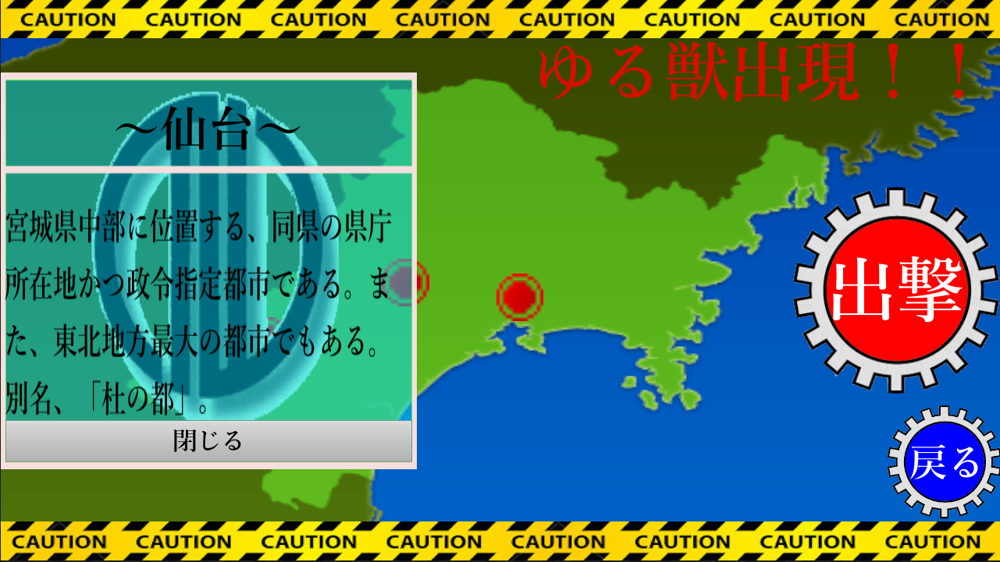 CAUTION CAUTION CAUTION CAUTION CAUTION CAUTION CAUTION CAUTION
ゆる獣出現！！
～仙台～
宮城県中部に位置する、同県の県庁
所在地かつ政令指定都市である。ま
た、東北地方最大の都市でもある。
別名、「杜の都」。
閉じる
出撃
戻る
CAUTION CAUTION CAUTION CAUTION CAUTION CAUTION CAUTION CAUTION